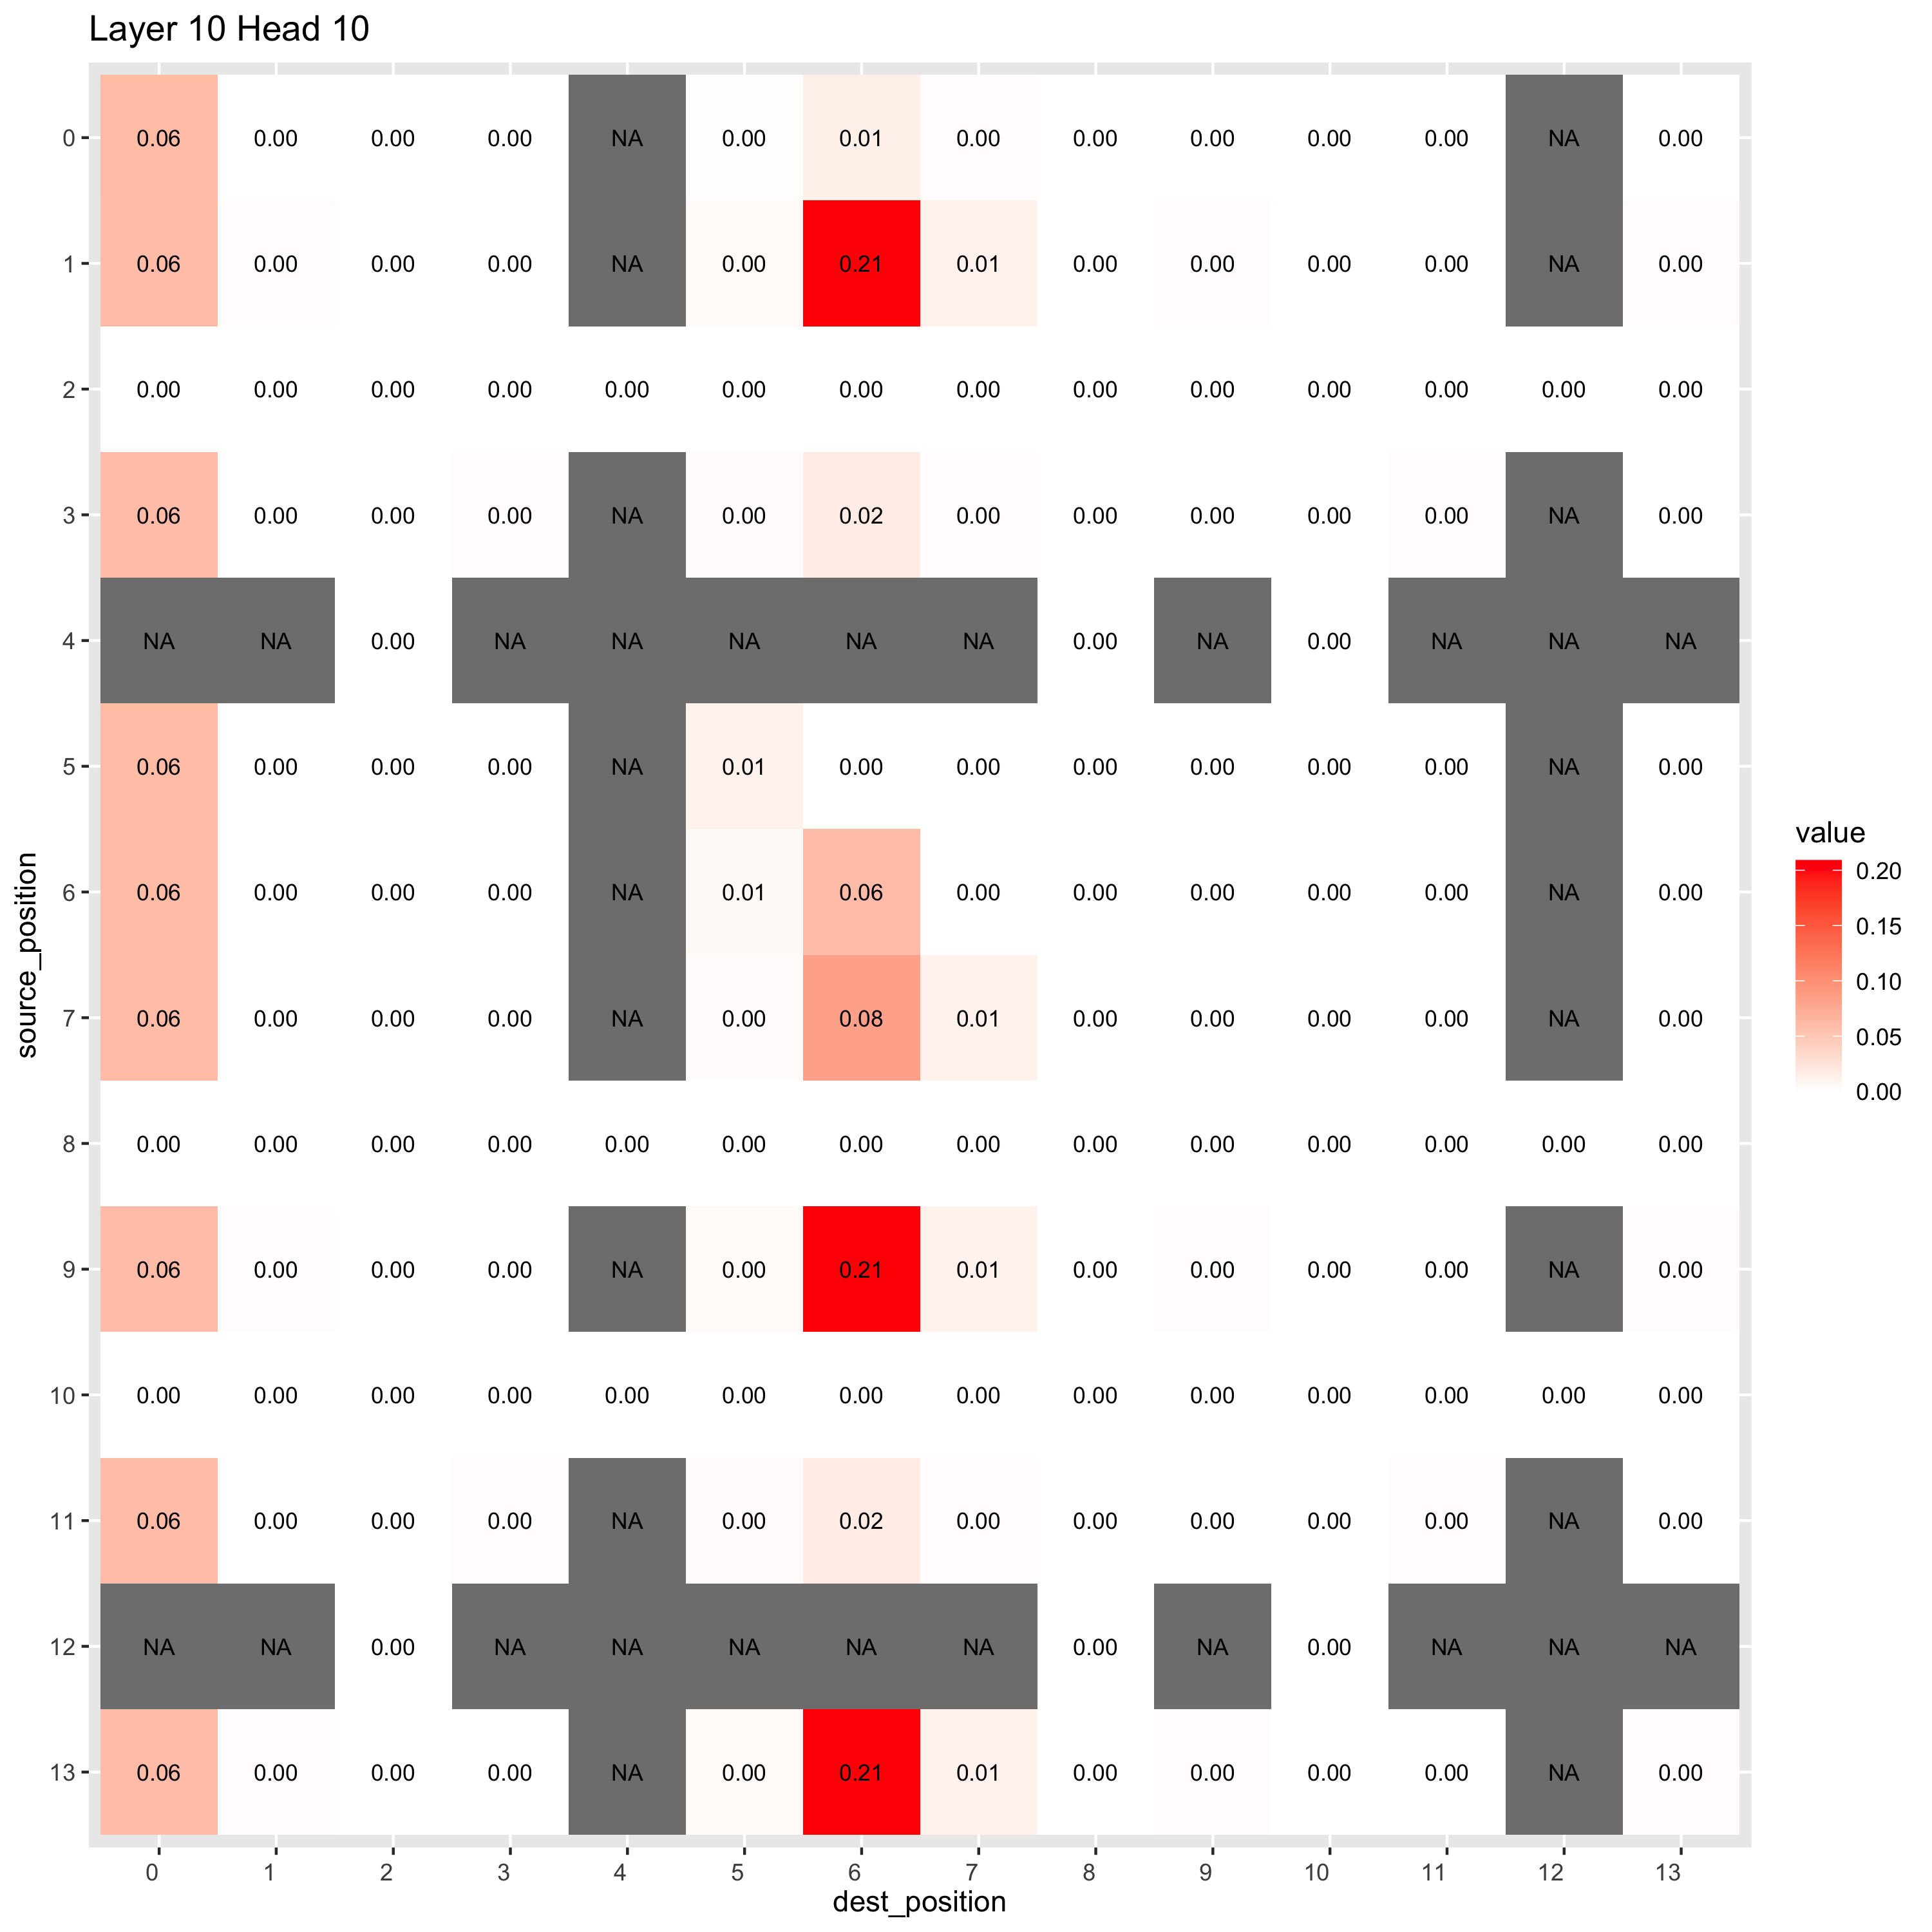 Layer 10 Head 10
0 0.06 0.00 0.00 0.00 NA 0.00 0.01 0.00 0.00 0.00 0.00 0.00 NA 0.00
1 0.06 0.00 0.00 0.00 NA 0.00 0.21 0.01 0.00 0.00 0.00 0.00 NA 0.00
2 0.00 0.00 0.00 0.00 0.00 0.00 0.00 0.00 0.00 0.00 0.00 0.00 0.00 0.00
3 0.06 0.00 0.00 0.00 NA 0.00 0.02 0.00 0.00 0.00 0.00 0.00 NA 0.00
4 NA NA 0.00 NA NA NA NA NA 0.00 NA 0.00 NA NA NA
5 0.06 0.00 0.00 0.00 NA 0.01 0.00 0.00 0.00 0.00 0.00 0.00 NA 0.00
6 0.06 0.00 0.00 0.00 NA 0.01 0.06 0.00 0.00 0.00 0.00 0.00 NA 0.00
7 0.06 0.00 0.00 0.00 NA 0.00 0.08 0.01 0.00 0.00 0.00 0.00 NA 0.00
8 0.00 0.00 0.00 0.00 0.00 0.00 0.00 0.00 0.00 0.00 0.00 0.00 0.00 0.00
9 0.06 0.00 0.00 0.00 NA 0.00 0.21 0.01 0.00 0.00 0.00 0.00 NA 0.00
10 0.00 0.00 0.00 0.00 0.00 0.00 0.00 0.00 0.00 0.00 0.00 0.00 0.00 0.00
11 0.06 0.00 0.00 0.00 NA 0.00 0.02 0.00 0.00 0.00 0.00 0.00 NA 0.00
12 NA NA 0.00 NA NA NA NA NA 0.00 NA 0.00 NA NA NA
13 0.06 0.00 0.00 0.00 NA 0.00 0.21 0.01 0.00 0.00 0.00 0.00 NA 0.00
0 1 2 3 4 5 6 7 8 9 10 11 12 13
dest_position
source_position
value
0.20
0.15
0.10
0.05
0.00